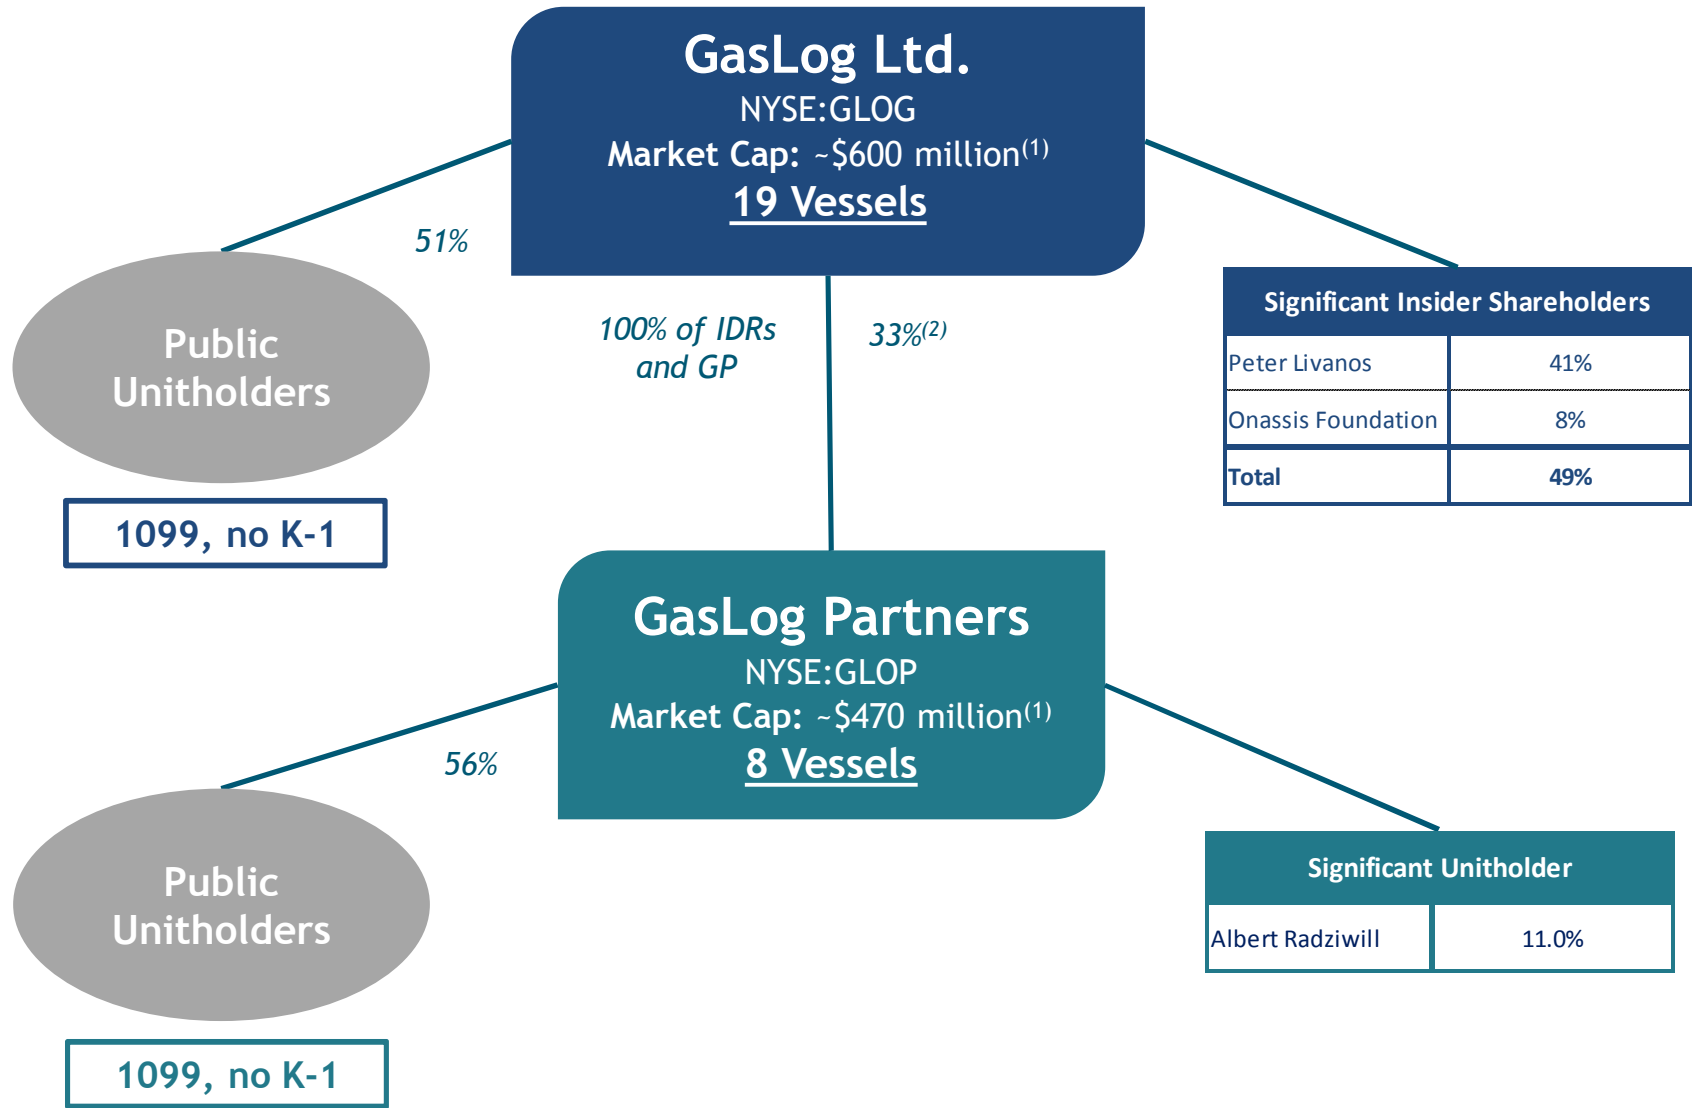 GasLog Ltd.
NYSE:GLOG
Market Cap: ~$600 million(1)
19 Vessels
51%
100% of IDRs
and GP
33%(2)
Public
Unitholders
1099, no K-1
Significant Insider Shareholders
Peter Livanos 41%
Onassis Foundation 8%
Total 49%
GasLog Partners
NYSE:GLOP
Market Cap: ~$470 million(1)
8 Vessels
56%
Public
Unitholders
1099, no K-1
Significant Unitholder
Albert Radziwill 11.0%